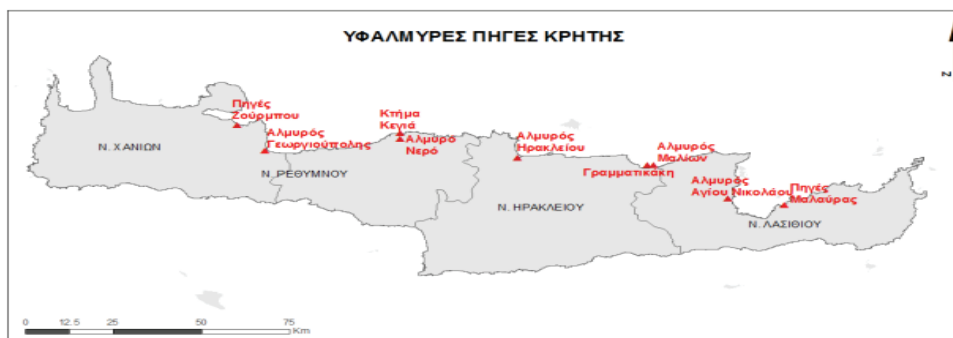 ΥΦΑΛΜΥΡΕΣ ΠΗΓΕΣ ΚΡΗΤΗΣ
Πηγές
Ζούρμπου
Αλμυρός
Γεωργιούπολης
Κτήμα
Κεγιά
Αλμυρό
Νερό
Αλμυρός
Ηρακλείου
Αλμυρός
Μαλίων
Γραμματικάκη
Αλμυρός
Αγίου Νικολάου
Πηγές
Μαλαύρας
Ν. ΧΑΝΙΩΝ
Ν. ΡΕΘΥΜΝΟΥ
Ν. ΗΡΑΚΛΕΙΟΥ
Ν. ΛΑΣΙΘΙΟΥ
0 12.5 25 50 75
Km